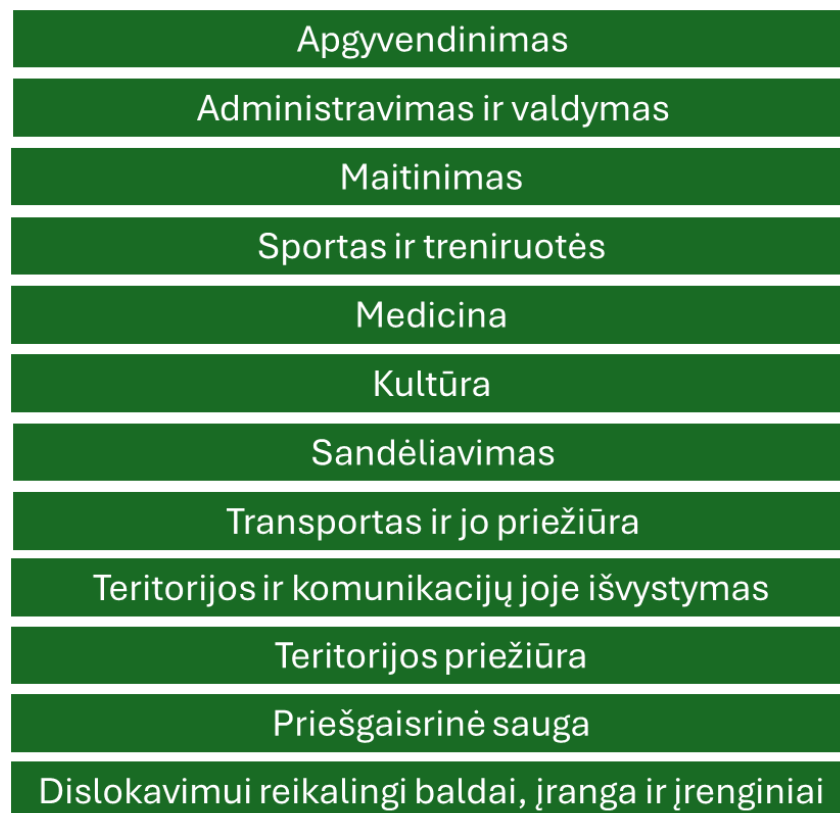 Apgyvendinimas
Administravimas ir valdymas
Maitinimas
Sportas ir treniruotės
Medicina
Kultūra
Sandėliavimas
Transportas ir jo priežiūra
Teritorijos ir komunikacijų joje išvystymas
Teritorijos priežiūra
Priešgaisrinė sauga
Dislokavimui reikalingi baldai, įranga ir įrenginiai